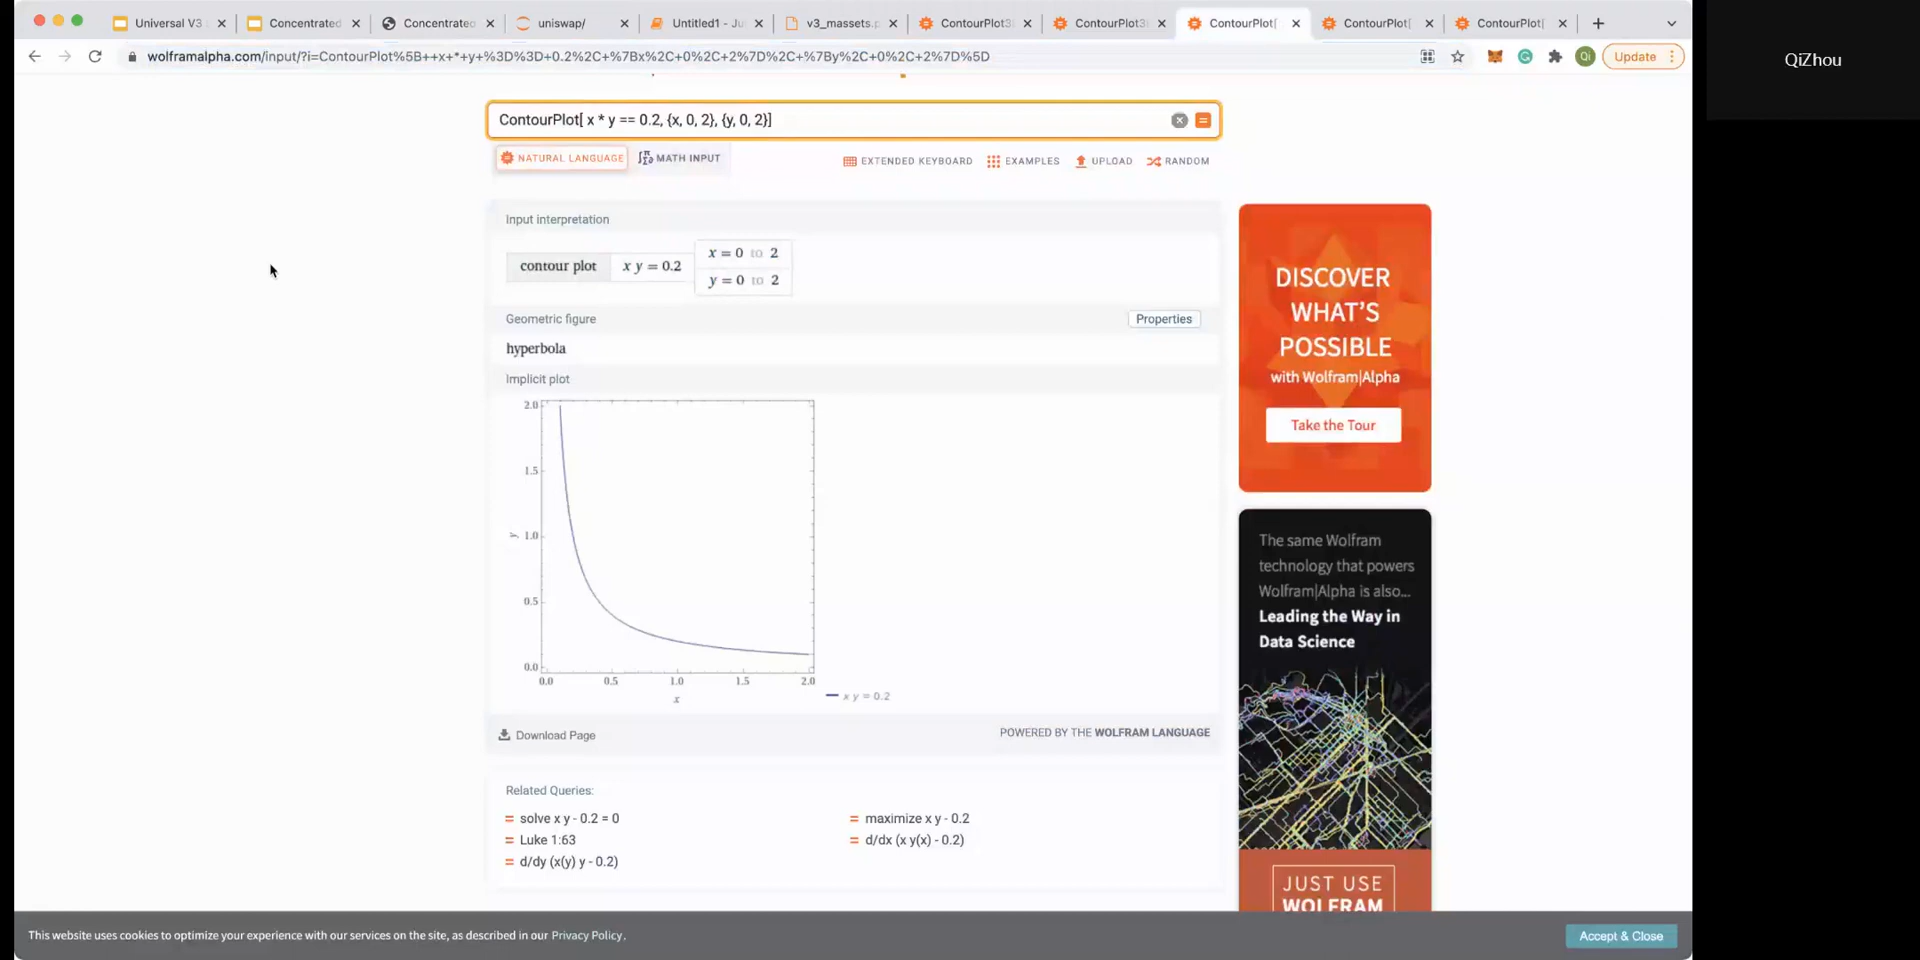 Universal V3
Concentrated
Concentrated
uniswap/
Untitled1 - Ju
v3_massets.p
ContourPlot3
ContourPlot3
ContourPlot[
ContourPlot[
ContourPlot[
wolframalpha.com/input/?i=ContourPlot%5B++x+*+y+%3D%3D+0.2%2C+%7Bx%2C+0%2C+2%7D%2C+%7By%2C+0%2C+2%7D%5D
Qi
Update
QiZhou
ContourPlot[ x * y == 0.2, {x, 0, 2}, {y, 0, 2}]
NATURAL LANGUAGE
MATH INPUT
EXTENDED KEYBOARD
EXAMPLES
UPLOAD
RANDOM
Input interpretation
contour plot
x y = 0.2
x = 0 to 2
y = 0 to 2
Geometric figure
Properties
hyperbola
Implicit plot
2.0
1.5
1.0
0.5
0.0
y
0.0 0.5 1.0 1.5 2.0
x
x y = 0.2
Download Page
POWERED BY THE WOLFRAM LANGUAGE
Related Queries:
= solve x y - 0.2 = 0
= maximize x y - 0.2
= Luke 1:63
= d/dx (x y(x) - 0.2)
= d/dy (x(y) y - 0.2)
DISCOVER
WHAT'S
POSSIBLE
with Wolfram|Alpha
Take the Tour
The same Wolfram
technology that powers
Wolfram|Alpha is also...
Leading the Way in
Data Science
JUST USE
WOLFRAM
This website uses cookies to optimize your experience with our services on the site, as described in our Privacy Policy.
Accept & Close